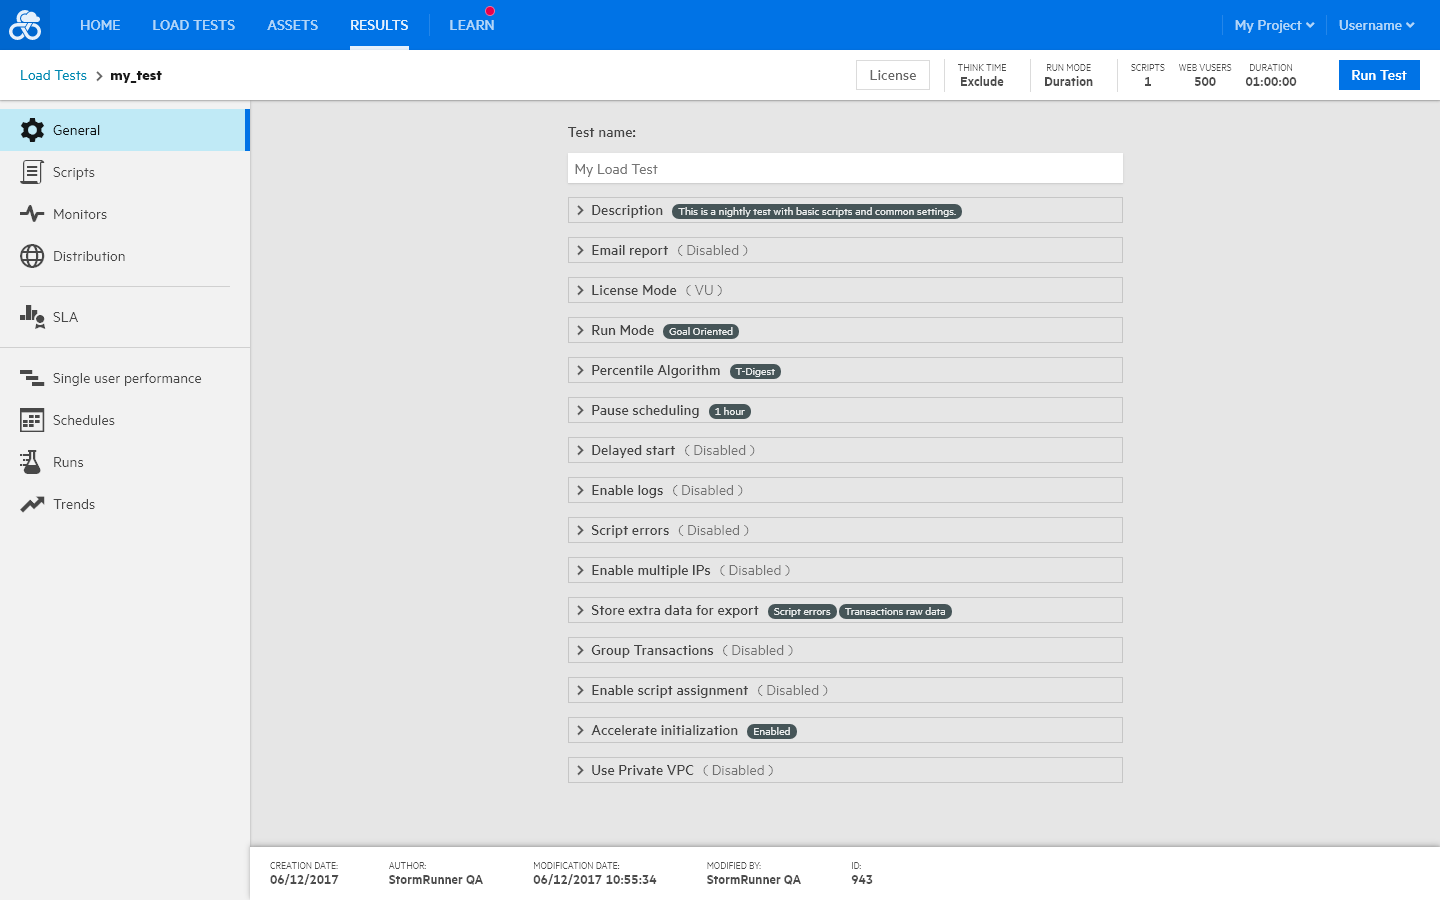 HOME LOAD TESTS ASSETS RESULTS LEARN My Project Username
Load Tests my_test License THINK TIME Exclude RUN MODE Duration SCRIPTS 1 WEB VUSERS 500 DURATION 01:00:00 Run Test
General
Scripts
Monitors
Distribution
SLA
Single user performance
Schedules
Runs
Trends
Test name:
My Load Test
Description This is a nightly test with basic scripts and common settings.
Email report ( Disabled )
License Mode ( VU )
Run Mode Goal Oriented
Percentile Algorithm T-Digest
Pause scheduling 1 hour
Delayed start ( Disabled )
Enable logs ( Disabled )
Script errors ( Disabled )
Enable multiple IPs ( Disabled )
Store extra data for export Script errors Transactions raw data
Group Transactions ( Disabled )
Enable script assignment ( Disabled )
Accelerate initialization Enabled
Use Private VPC ( Disabled )
CREATION DATE: AUTHOR: MODIFICATION DATE: MODIFIED BY: ID:
06/12/2017 StormRunner QA 06/12/2017 10:55:34 StormRunner QA 943